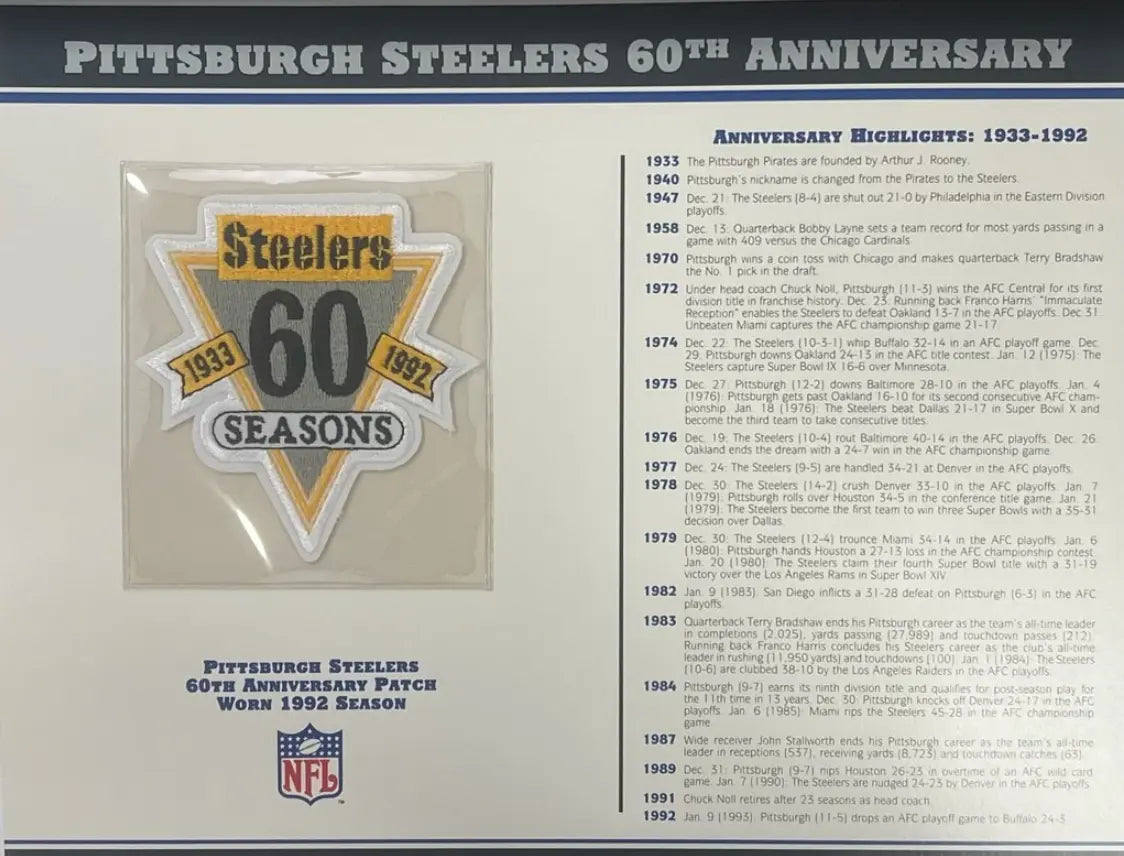 PITTSBURGH STEELERS 60TH ANNIVERSARY
Steelers
60
1933
1992
SEASONS
PITTSBURGH STEELERS
60TH ANNIVERSARY PATCH
WORN 1992 SEASON
NFL
TM
ANNIVERSARY HIGHLIGHTS: 1933-1992
1933 The Pittsburgh Pirates are founded by Arthur J. Rooney.
1940 Pittsburgh's nickname is changed from the Pirates to the Steelers.
1947 Dec. 21: The Steelers (8-4) are shut out 21-0 by Philadelphia in the Eastern Division
playoffs.
1958 Dec. 13: Quarterback Bobby Layne sets a team record for most yards passing in a
game with 409 versus the Chicago Cardinals.
1970 Pittsburgh wins a coin toss with Chicago and makes quarterback Terry Bradshaw
the No. 1 pick in the draft.
1972 Under head coach Chuck Noll, Pittsburgh (11-3) wins the AFC Central for its first
division title in franchise history. Dec. 23: Running back Franco Harris' "Immaculate
Reception" enables the Steelers to defeat Oakland 13-7 in the AFC playoffs. Dec. 31:
Unbeaten Miami captures the AFC championship game 21-17.
1974 Dec. 22: The Steelers (10-3-1) whip Buffalo 32-14 in an AFC playoff game. Dec.
29: Pittsburgh downs Oakland 24-13 in the AFC title contest. Jan. 12 (1975): The
Steelers capture Super Bowl IX 16-6 over Minnesota.
1975 Dec. 27: Pittsburgh (12-2) downs Baltimore 28-10 in the AFC playoffs. Jan. 4
(1976): Pittsburgh gets past Oakland 16-10 for its second consecutive AFC cham-
pionship. Jan. 18 (1976): The Steelers beat Dallas 21-17 in Super Bowl X and
become the third team to take consecutive titles.
1976 Dec. 19: The Steelers (10-4) rout Baltimore 40-14 in the AFC playoffs. Dec. 26:
Oakland ends the dream with a 24-7 win in the AFC championship game.
1977 Dec. 24: The Steelers (9-5) are handled 34-21 at Denver in the AFC playoffs.
1978 Dec. 30: The Steelers (14-2) crush Denver 33-10 in the AFC playoffs. Jan. 7
(1979): Pittsburgh rolls over Houston 34-5 in the conference title game. Jan. 21
(1979): The Steelers become the first team to win three Super Bowls with a 35-31
decision over Dallas.
1979 Dec. 30: The Steelers (12-4) trounce Miami 34-14 in the AFC playoffs. Jan. 6
(1980): Pittsburgh hands Houston a 27-13 loss in the AFC championship contest.
Jan. 20 (1980): The Steelers claim their fourth Super Bowl title with a 31-19
victory over the Los Angeles Rams in Super Bowl XIV.
1982 Jan. 9 (1983): San Diego inflicts a 31-28 defeat on Pittsburgh (6-3) in the AFC
playoffs.
1983 Quarterback Terry Bradshaw ends his Pittsburgh career as the team's all-time leader
in completions (2,025), yards passing (27,989) and touchdown passes (212).
Running back Franco Harris concludes his Steelers career as the club's all-time
leader in rushing (11,950 yards) and touchdowns (100). Jan. 1 (1984): The Steelers
(10-6) are clubbed 38-10 by the Los Angeles Raiders in the AFC playoffs.
1984 Pittsburgh (9-7) earns its ninth division title and qualifies for post-season play for
the 11th time in 13 years. Dec. 30: Pittsburgh knocks off Denver 24-17 in the AFC
playoffs. Jan. 6 (1985): Miami rips the Steelers 45-28 in the AFC championship
game.
1987 Wide receiver John Stallworth ends his Pittsburgh career as the team's all-time
leader in receptions (537), receiving yards (8,723) and touchdown catches (63).
1989 Dec. 31: Pittsburgh (9-7) nips Houston 26-23 in overtime of an AFC wild card
game. Jan. 7 (1990): The Steelers are nudged 24-23 by Denver in the AFC playoffs.
1991 Chuck Noll retires after 23 seasons as head coach.
1992 Jan. 9 (1993): Pittsburgh (11-5) drops an AFC playoff game to Buffalo 24-3.